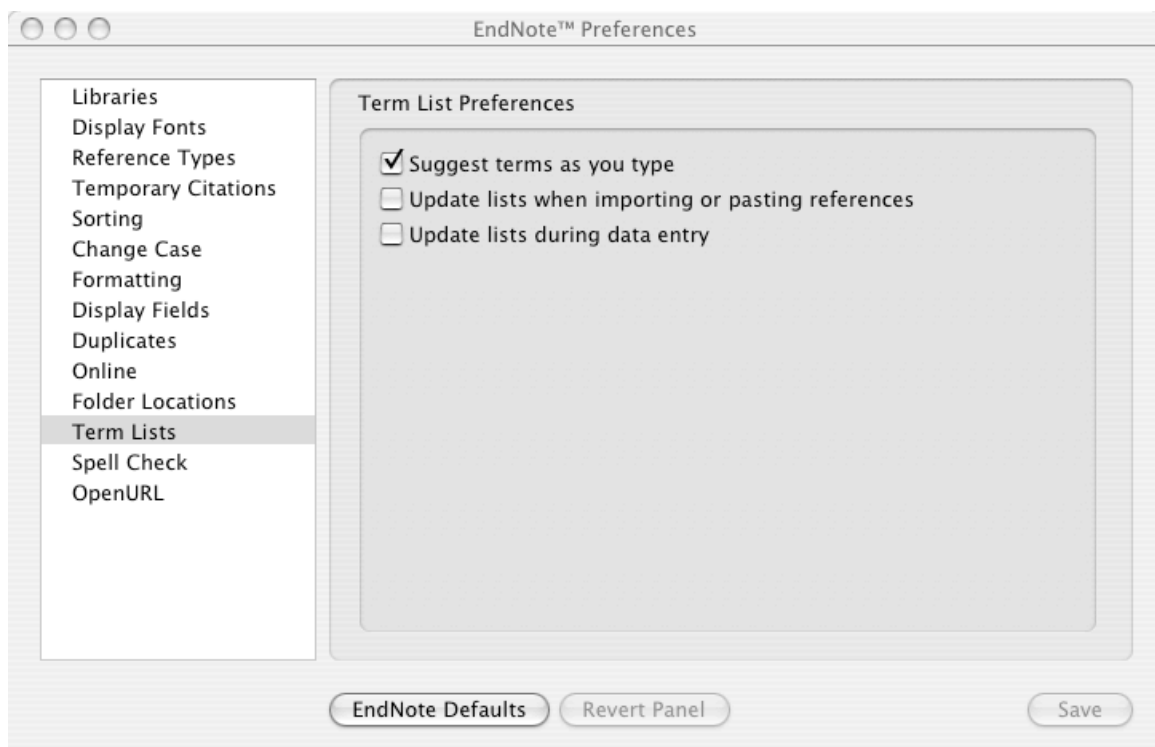 EndNote™ Preferences
Libraries
Display Fonts
Reference Types
Temporary Citations
Sorting
Change Case
Formatting
Display Fields
Duplicates
Online
Folder Locations
Term Lists
Spell Check
OpenURL
Term List Preferences
Suggest terms as you type
Update lists when importing or pasting references
Update lists during data entry
EndNote Defaults
Revert Panel
Save